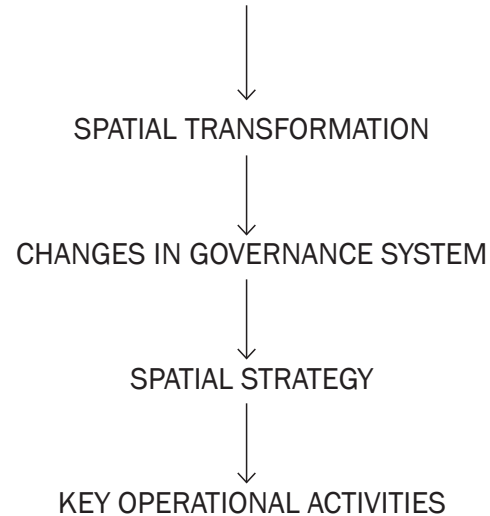 SPATIAL TRANSFORMATION
CHANGES IN GOVERNANCE SYSTEM
SPATIAL STRATEGY
KEY OPERATIONAL ACTIVITIES